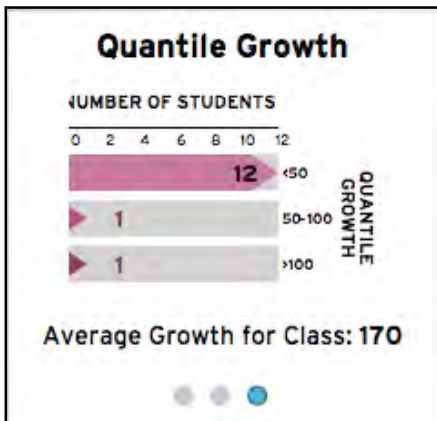 Quantile Growth
NUMBER OF STUDENTS
0 2 4 6 8 10 12
12 <50
1 50-100
1 >100
QUANTILE
GROWTH
Average Growth for Class: 170